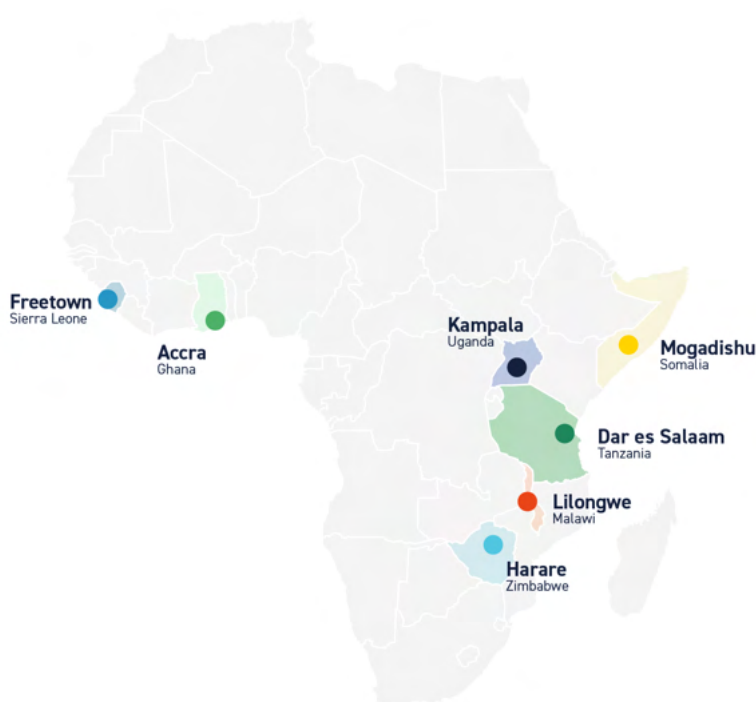 Freetown
Sierra Leone
Accra
Ghana
Kampala
Uganda
Mogadishu
Somalia
Dar es Salaam
Tanzania
Lilongwe
Malawi
Harare
Zimbabwe